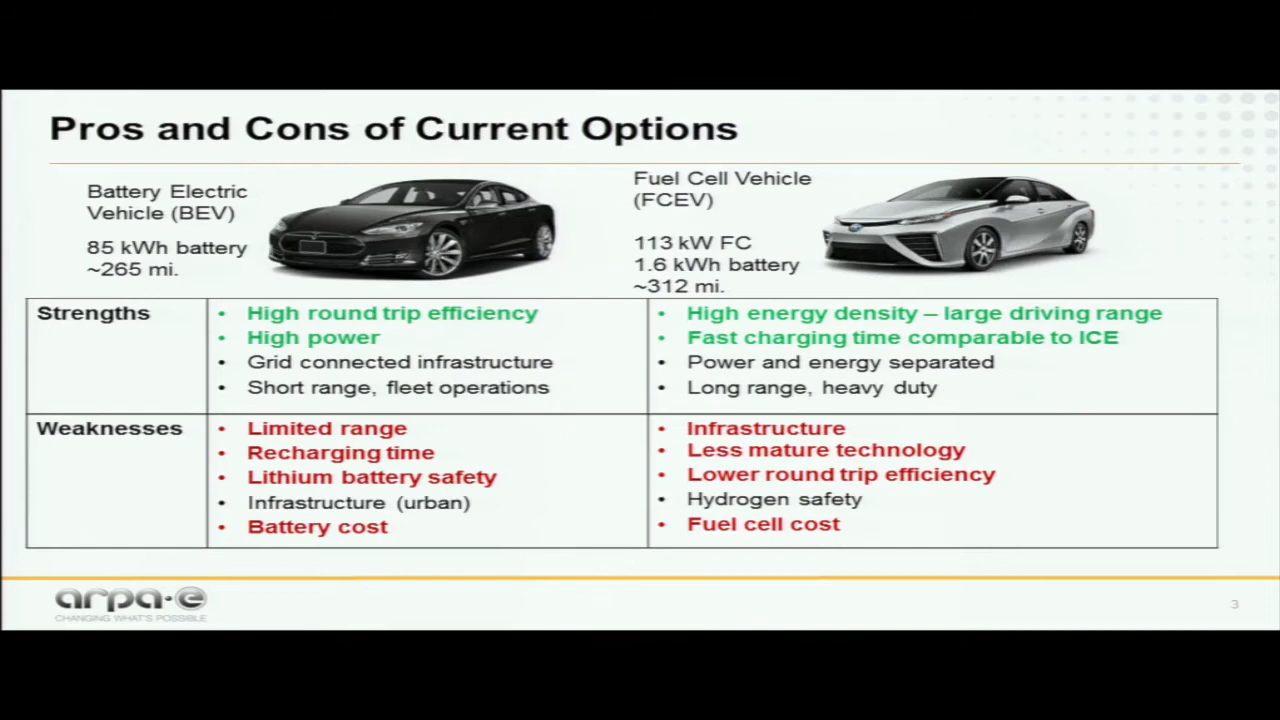 Pros and Cons of Current Options
Battery Electric
Vehicle (BEV)
85 kWh battery
~265 mi.
Fuel Cell Vehicle
(FCEV)
113 kW FC
1.6 kWh battery
~312 mi.
Strengths
• High round trip efficiency
• High power
• Grid connected infrastructure
• Short range, fleet operations
• High energy density – large driving range
• Fast charging time comparable to ICE
• Power and energy separated
• Long range, heavy duty
Weaknesses
• Limited range
• Recharging time
• Lithium battery safety
• Infrastructure (urban)
• Battery cost
• Infrastructure
• Less mature technology
• Lower round trip efficiency
• Hydrogen safety
• Fuel cell cost
arpa·e
CHANGING WHAT'S POSSIBLE
3